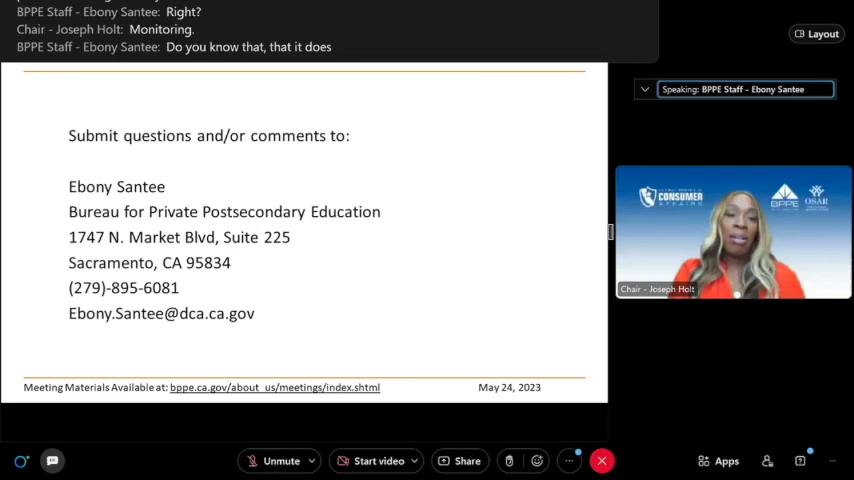 BPPE Staff - Ebony Santee: Right?
Chair - Joseph Holt: Monitoring.
BPPE Staff - Ebony Santee: Do you know that, that it does
Layout
Speaking: BPPE Staff - Ebony Santee
Submit questions and/or comments to:
Ebony Santee
Bureau for Private Postsecondary Education
1747 N. Market Blvd, Suite 225
Sacramento, CA 95834
(279)-895-6081
Ebony.Santee@dca.ca.gov
CONSUMER
AFFAIRS
BPPE
OSAR
Chair - Joseph Holt
Meeting Materials Available at: bppe.ca.gov/about_us/meetings/index.shtml
May 24, 2023
Unmute
Start video
Share
Apps